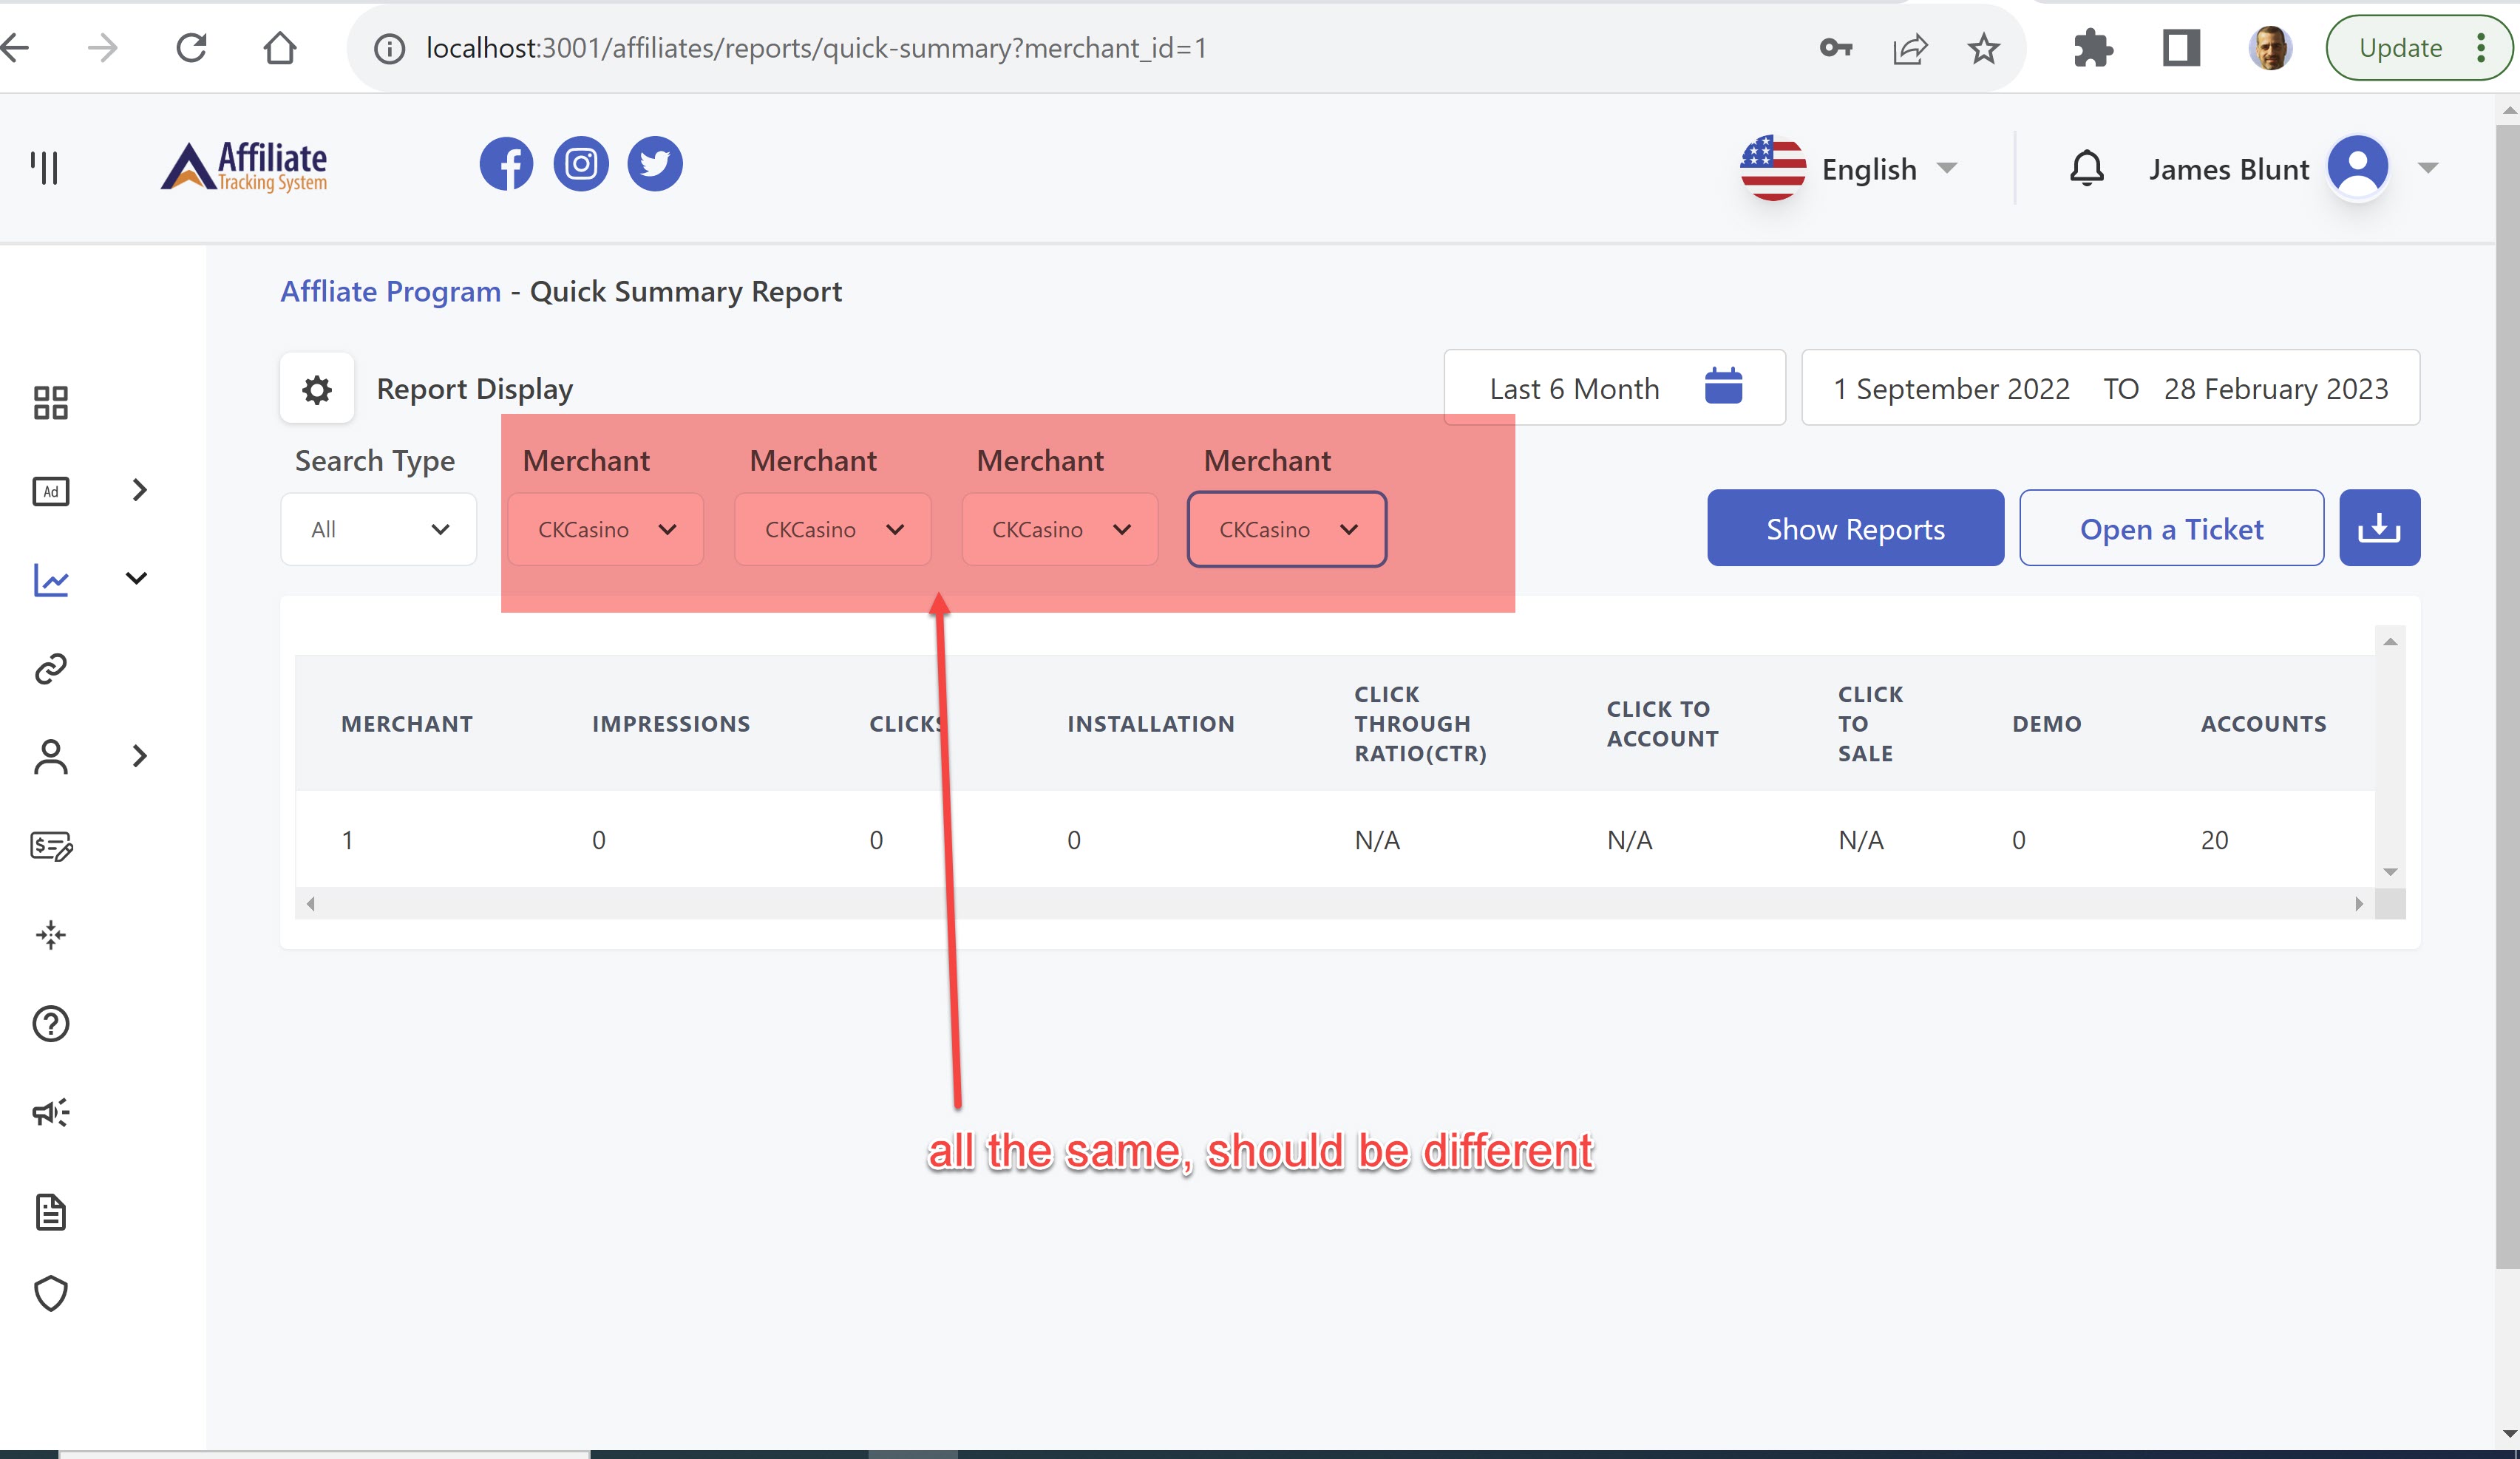 localhost:3001/affiliates/reports/quick-summary?merchant_id=1
Update
Affiliate
Tracking System
English
James Blunt
Affliate Program - Quick Summary Report
Report Display
Last 6 Month
1 September 2022 TO 28 February 2023
Search Type
Merchant
Merchant
Merchant
Merchant
All
CKCasino
CKCasino
CKCasino
CKCasino
Show Reports
Open a Ticket
Ad
MERCHANT
IMPRESSIONS
CLICKS
INSTALLATION
CLICK
THROUGH
RATIO(CTR)
CLICK TO
ACCOUNT
CLICK
TO
SALE
DEMO
ACCOUNTS
1
0
0
0
N/A
N/A
N/A
0
20
all the same, should be different